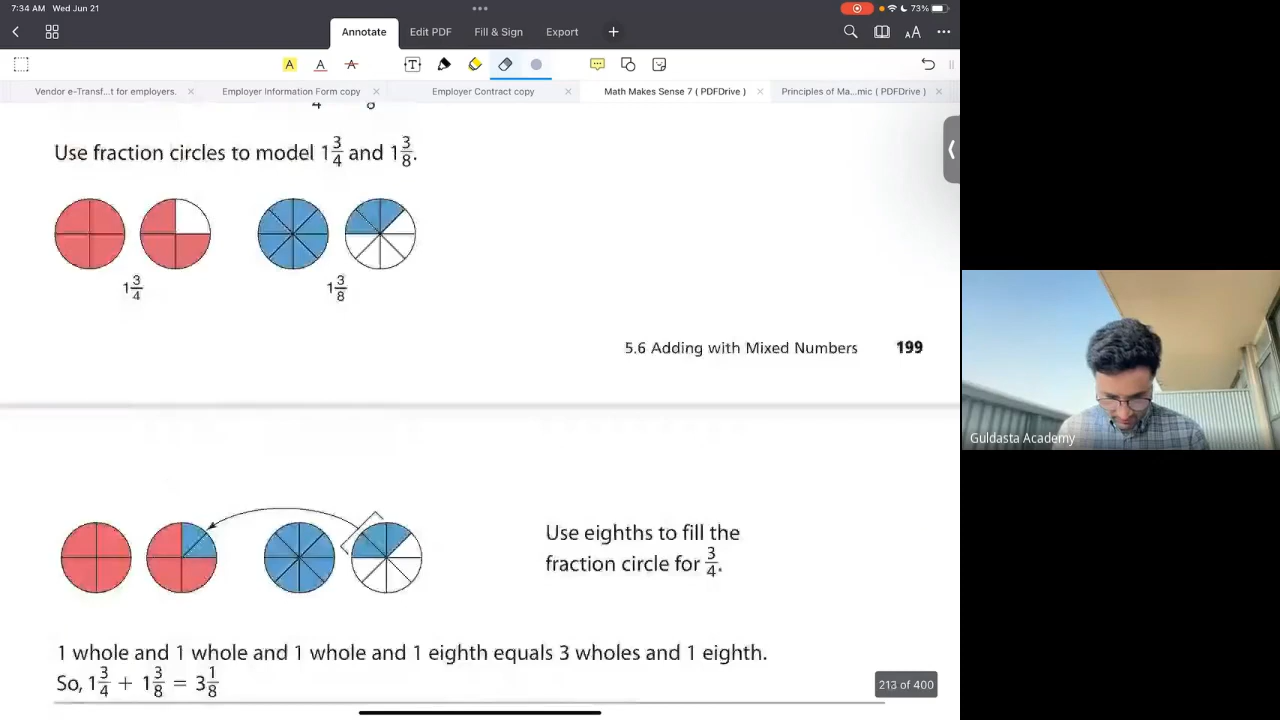 7:34 AM Wed Jun 21
73%
Annotate Edit PDF Fill & Sign Export
Vendor e-Transf...t for employers. Employer Information Form copy Employer Contract copy Math Makes Sense 7 ( PDFDrive ) Principles of Ma...mic ( PDFDrive )
4 8
Use fraction circles to model 1 3/4 and 1 3/8.
1 3/4 1 3/8
5.6 Adding with Mixed Numbers 199
Guldasta Academy
Use eighths to fill the
fraction circle for 3/4.
1 whole and 1 whole and 1 whole and 1 eighth equals 3 wholes and 1 eighth.
So, 1 3/4 + 1 3/8 = 3 1/8
213 of 400